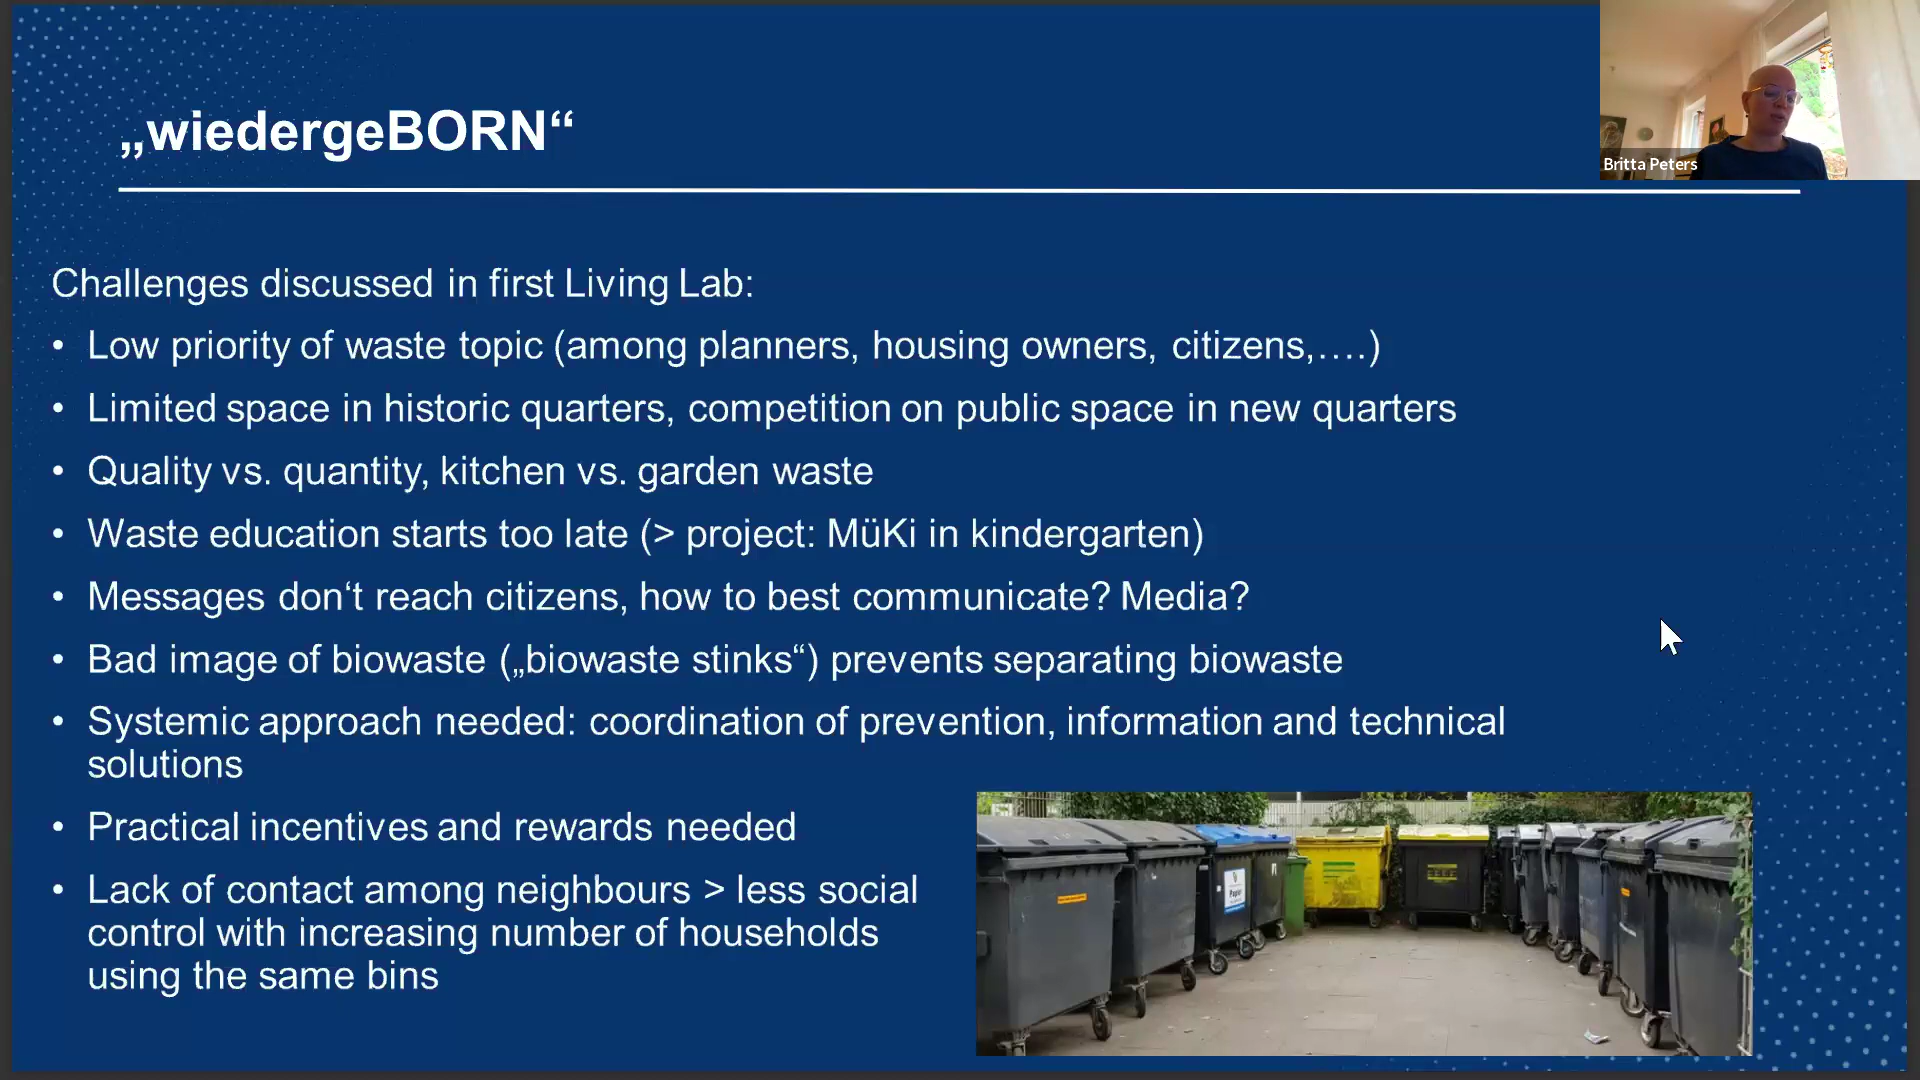 „wiedergeBORN“
Britta Peters
Challenges discussed in first Living Lab:
• Low priority of waste topic (among planners, housing owners, citizens,….)
• Limited space in historic quarters, competition on public space in new quarters
• Quality vs. quantity, kitchen vs. garden waste
• Waste education starts too late (> project: MüKi in kindergarten)
• Messages don‘t reach citizens, how to best communicate? Media?
• Bad image of biowaste („biowaste stinks“) prevents separating biowaste
• Systemic approach needed: coordination of prevention, information and technical
solutions
• Practical incentives and rewards needed
• Lack of contact among neighbours > less social
control with increasing number of households
using the same bins
Papier